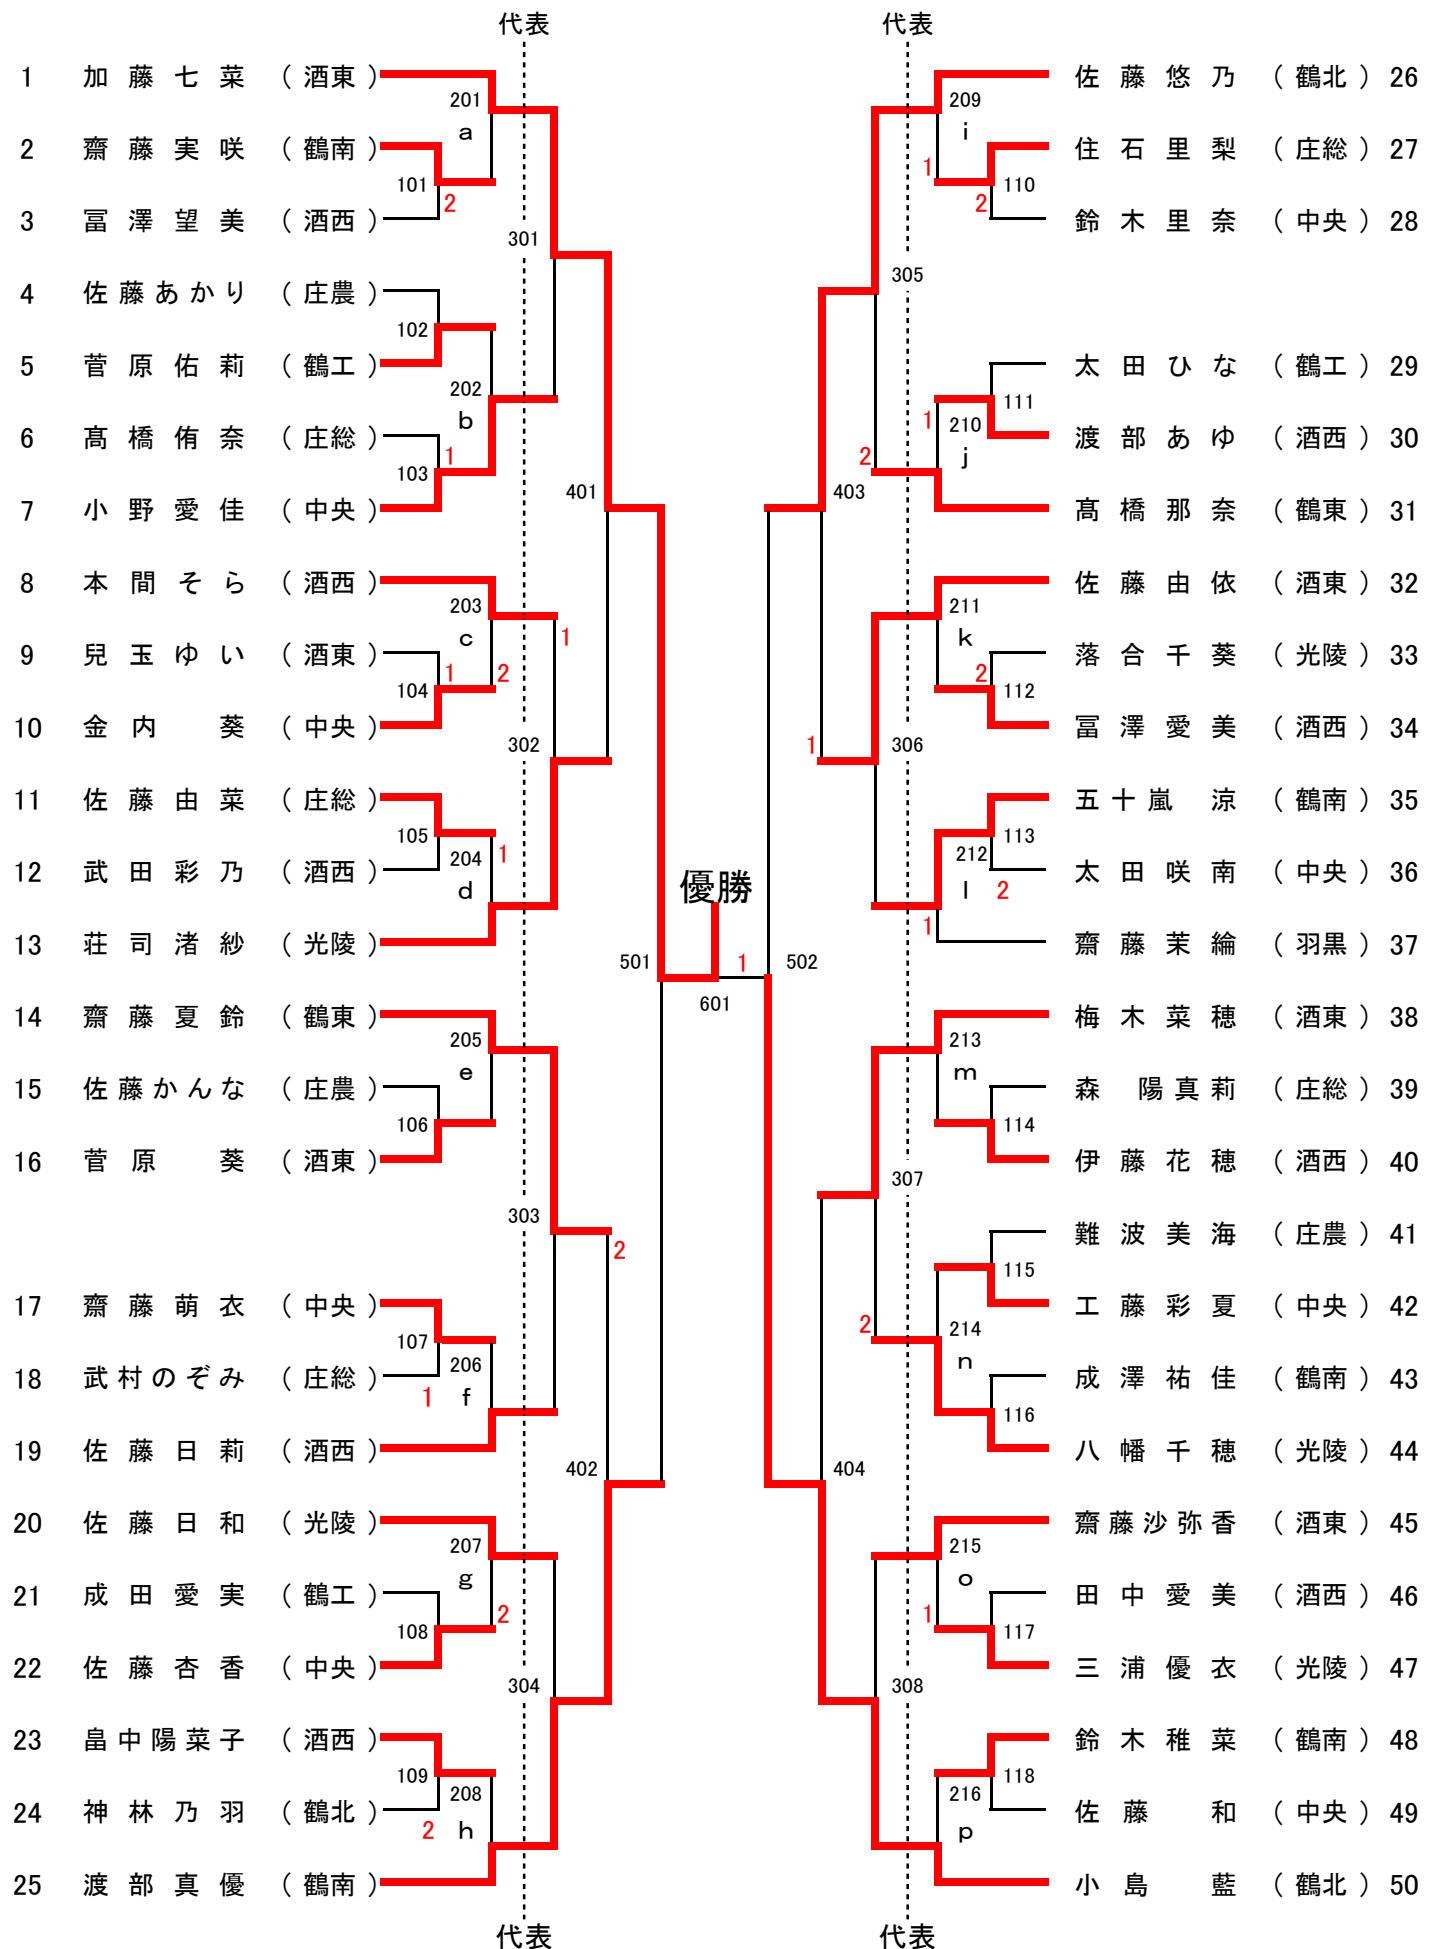 代表 代表
1 加藤七菜 （酒東） 201 209 佐藤悠乃 （鶴北） 26
a i
2 齋藤実咲 （鶴南） 1 住石里梨 （庄総） 27
101 2 2 110
3 冨澤望美 （酒西） 鈴木里奈 （中央） 28
301 305
4 佐藤あかり （庄農）
102
5 菅原佑莉 （鶴工） 太田ひな （鶴工） 29
202 111
b 1 210
6 髙橋侑奈 （庄総） 渡部あゆ （酒西） 30
1 2 j
103
401 403
7 小野愛佳 （中央） 髙橋那奈 （鶴東） 31
8 本間そら （酒西） 佐藤由依 （酒東） 32
203 211
c 1 k
9 兒玉ゆい （酒東） 落合千葵 （光陵） 33
104 1 2 2 112
10 金内葵 （中央） 冨澤愛美 （酒西） 34
302 1 306
11 佐藤由菜 （庄総） 五十嵐涼 （鶴南） 35
105 113
204 1 212
12 武田彩乃 （酒西） 太田咲南 （中央） 36
d 優勝 l 2
13 荘司渚紗 （光陵） 1 齋藤茉綸 （羽黒） 37
501 1 502
601
14 齋藤夏鈴 （鶴東） 梅木菜穂 （酒東） 38
205 213
e m
15 佐藤かんな （庄農） 森陽真莉 （庄総） 39
106 114
16 菅原葵 （酒東） 伊藤花穂 （酒西） 40
307
303
2 難波美海 （庄農） 41
115
17 齋藤萌衣 （中央） 工藤彩夏 （中央） 42
107 2 214
206 n
18 武村のぞみ （庄総） 成澤祐佳 （鶴南） 43
1 f 116
19 佐藤日莉 （酒西） 八幡千穂 （光陵） 44
402 404
20 佐藤日和 （光陵） 齋藤沙弥香 （酒東） 45
207 215
g o
21 成田愛実 （鶴工） 田中愛美 （酒西） 46
108 2 1 117
22 佐藤杏香 （中央） 三浦優衣 （光陵） 47
304 308
23 畠中陽菜子 （酒西） 鈴木稚菜 （鶴南） 48
109 118
208 216
24 神林乃羽 （鶴北） 佐藤和 （中央） 49
2 h p
25 渡部真優 （鶴南） 小島藍 （鶴北） 50
代表 代表